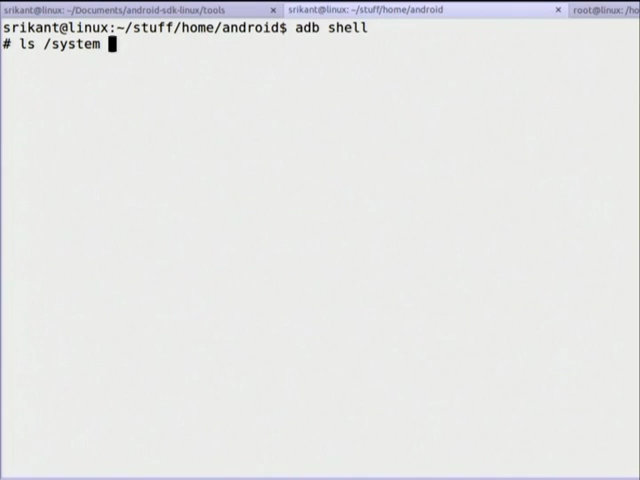 srikant@linux: ~/Documents/android-sdk-linux/tools × srikant@linux: ~/stuff/home/android × root@linux: /ho
srikant@linux:~/stuff/home/android$ adb shell
# ls /system